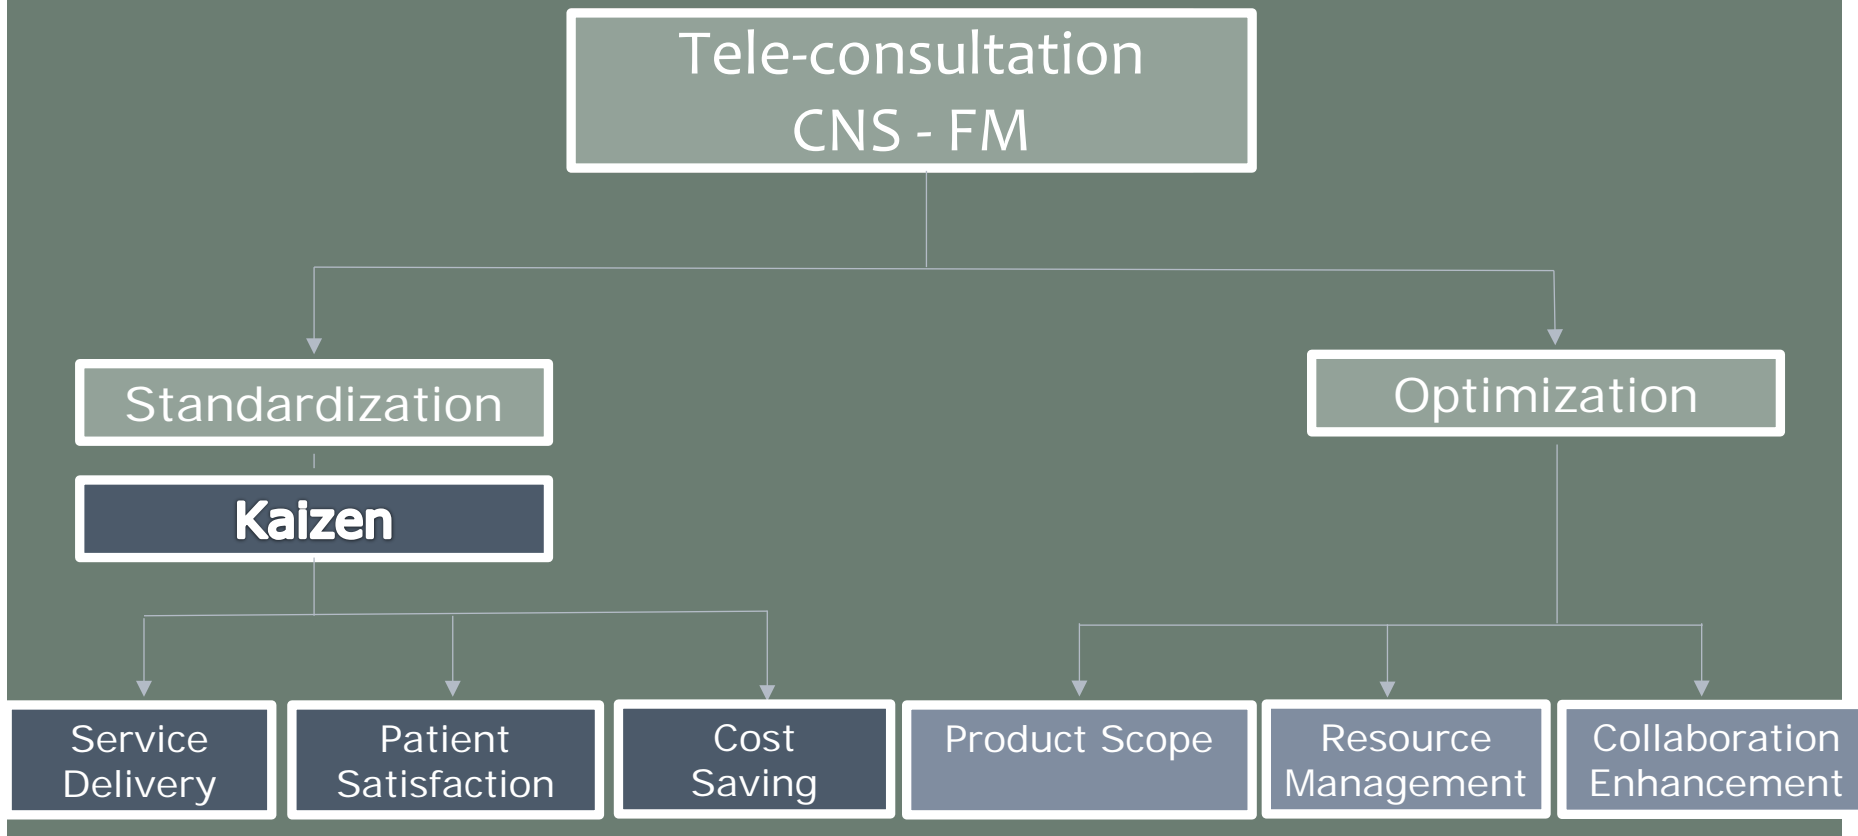 Tele-consultation
CNS - FM
Standardization
Optimization
Kaizen
Service
Delivery
Patient
Satisfaction
Cost
Saving
Product Scope
Resource
Management
Collaboration
Enhancement